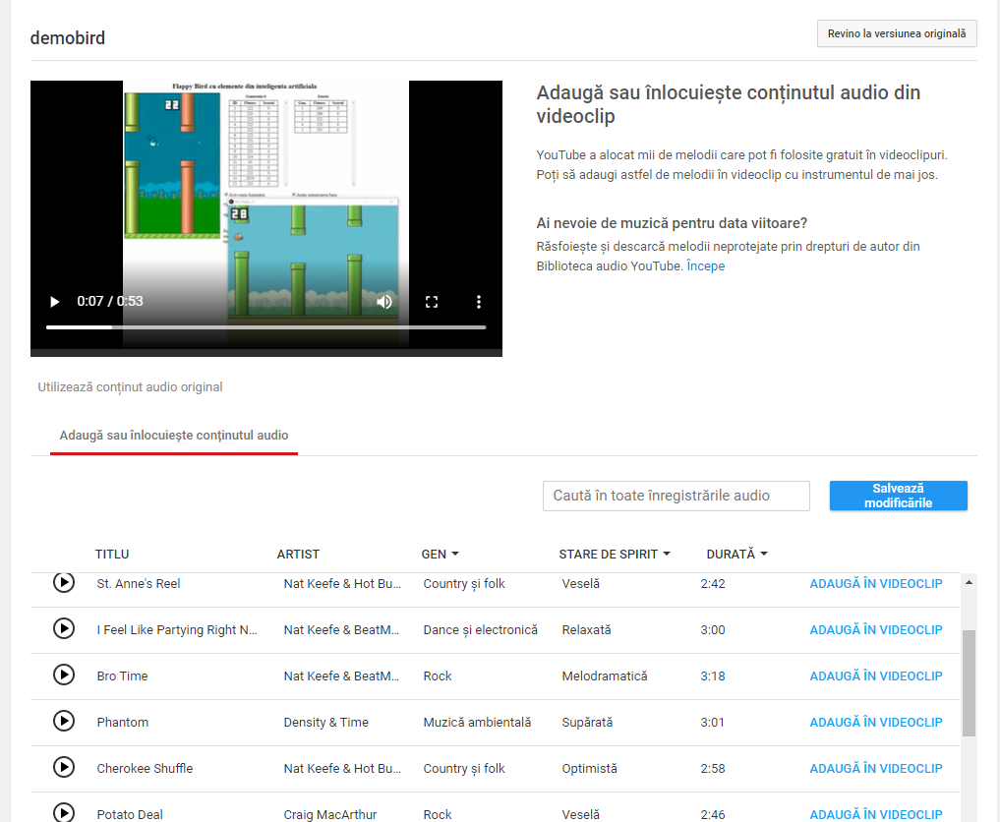 demobird
Revino la versiunea originală
Flappy Bird cu elemente din inteligenta artificiala
22
28
0:07 / 0:53
Adaugă sau înlocuiește conținutul audio din
videoclip
YouTube a alocat mii de melodii care pot fi folosite gratuit în videoclipuri.
Poți să adaugi astfel de melodii în videoclip cu instrumentul de mai jos.
Ai nevoie de muzică pentru data viitoare?
Răsfoiește și descarcă melodii neprotejate prin drepturi de autor din
Biblioteca audio YouTube. Începe
Utilizează conținut audio original
Adaugă sau înlocuiește conținutul audio
Caută în toate înregistrările audio
Salvează
modificările
TITLU ARTIST GEN STARE DE SPIRIT DURATĂ
St. Anne's Reel Nat Keefe & Hot Bu... Country și folk Veselă 2:42 ADAUGĂ ÎN VIDEOCLIP
I Feel Like Partying Right N... Nat Keefe & BeatM... Dance și electronică Relaxată 3:00 ADAUGĂ ÎN VIDEOCLIP
Bro Time Nat Keefe & BeatM... Rock Melodramatică 3:18 ADAUGĂ ÎN VIDEOCLIP
Phantom Density & Time Muzică ambientală Supărată 3:01 ADAUGĂ ÎN VIDEOCLIP
Cherokee Shuffle Nat Keefe & Hot Bu... Country și folk Optimistă 2:58 ADAUGĂ ÎN VIDEOCLIP
Potato Deal Craig MacArthur Rock Veselă 2:46 ADAUGĂ ÎN VIDEOCLIP